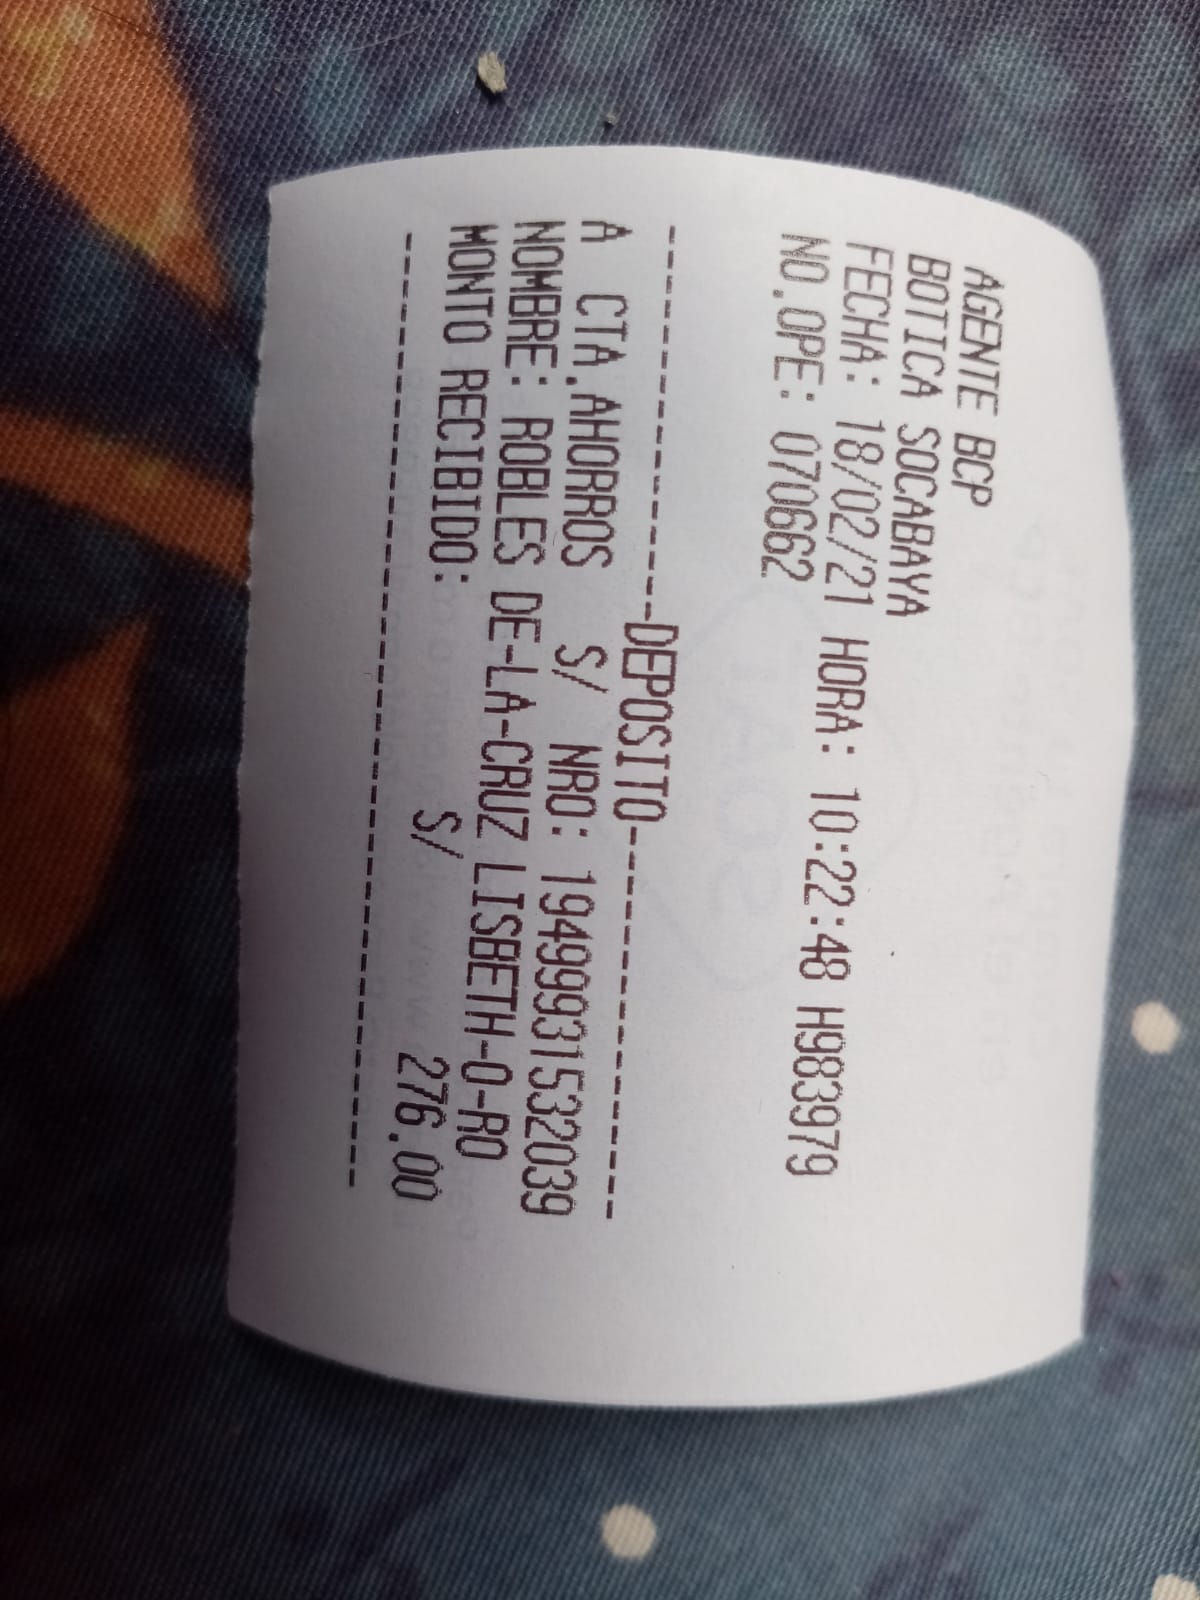 AGENTE BCP
BOTICA SOCABAYA
FECHA: 18/02/21 HORA: 10:22:48 H983979
NO.OPE: 070662
--------------------DEPOSITO--------------------
A CTA.AHORROS S/ NRO: 19499931532039
NOMBRE: ROBLES DE-LA-CRUZ LISBETH-O-RO
MONTO RECIBIDO: S/ 276.00
------------------------------------------------